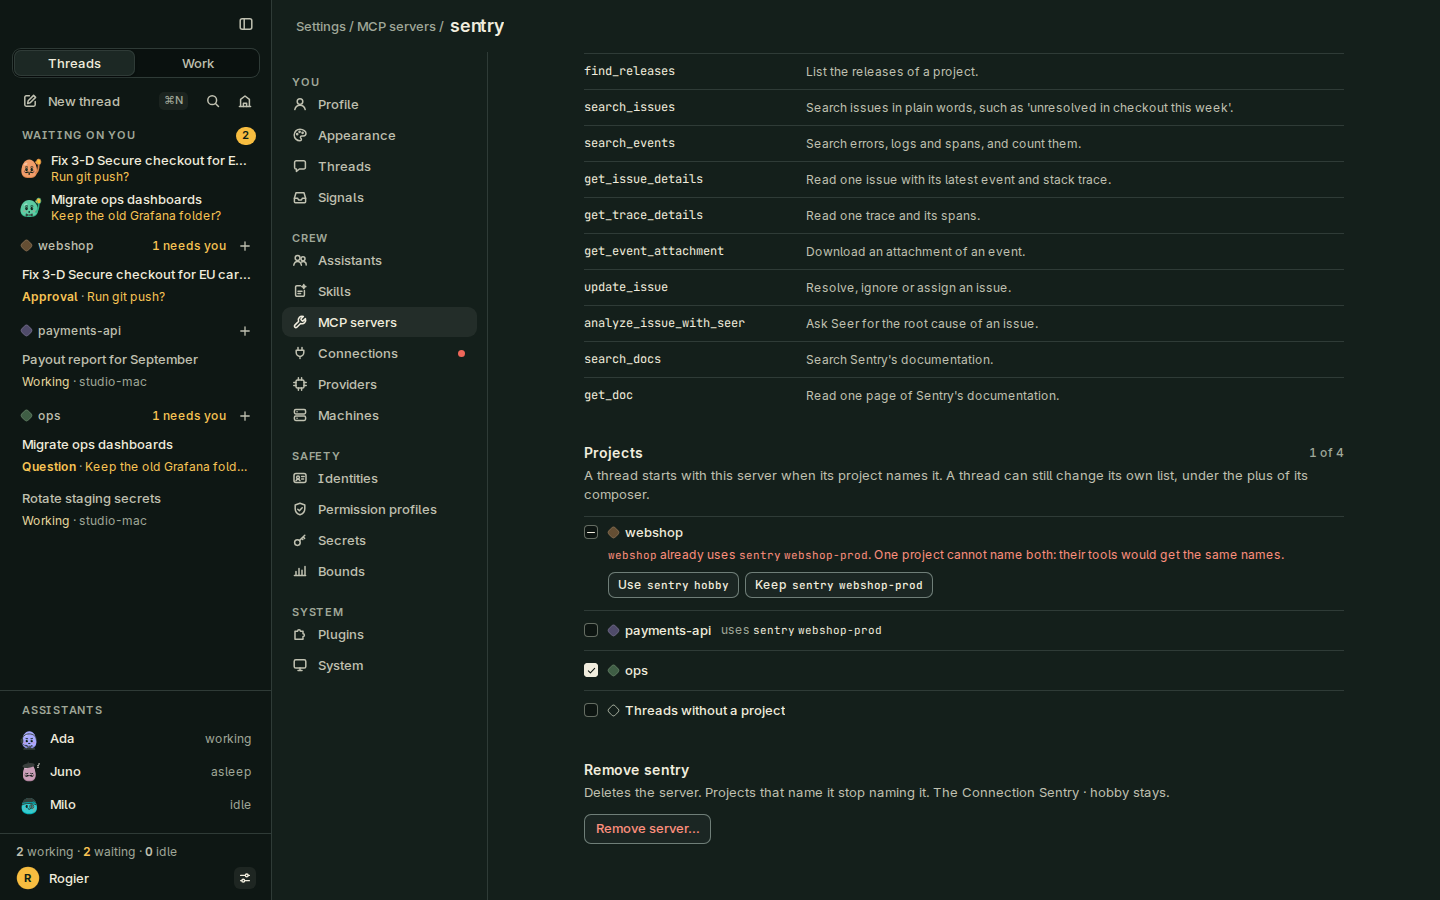 Settings / MCP servers / sentry
Threads
Work
New thread
⌘N
WAITING ON YOU
2
Fix 3-D Secure checkout for E...
Run git push?
Migrate ops dashboards
Keep the old Grafana folder?
webshop
1 needs you
Fix 3-D Secure checkout for EU car...
Approval · Run git push?
payments-api
Payout report for September
Working · studio-mac
ops
1 needs you
Migrate ops dashboards
Question · Keep the old Grafana fold...
Rotate staging secrets
Working · studio-mac
ASSISTANTS
Ada
working
Juno
asleep
Milo
idle
2 working · 2 waiting · 0 idle
R
Rogier
YOU
Profile
Appearance
Threads
Signals
CREW
Assistants
Skills
MCP servers
Connections
Providers
Machines
SAFETY
Identities
Permission profiles
Secrets
Bounds
SYSTEM
Plugins
System
find_releases
List the releases of a project.
search_issues
Search issues in plain words, such as 'unresolved in checkout this week'.
search_events
Search errors, logs and spans, and count them.
get_issue_details
Read one issue with its latest event and stack trace.
get_trace_details
Read one trace and its spans.
get_event_attachment
Download an attachment of an event.
update_issue
Resolve, ignore or assign an issue.
analyze_issue_with_seer
Ask Seer for the root cause of an issue.
search_docs
Search Sentry's documentation.
get_doc
Read one page of Sentry's documentation.
Projects
1 of 4
A thread starts with this server when its project names it. A thread can still change its own list, under the plus of its
composer.
webshop
webshop already uses sentry webshop-prod. One project cannot name both: their tools would get the same names.
Use sentry hobby
Keep sentry webshop-prod
payments-api uses sentry webshop-prod
ops
Threads without a project
Remove sentry
Deletes the server. Projects that name it stop naming it. The Connection Sentry · hobby stays.
Remove server...